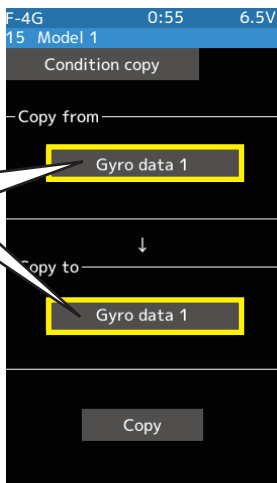 F-4G 0:55 6.5V
15 Model 1
Condition copy
Copy from
Gyro data 1
↓
Copy to
Gyro data 1
Copy